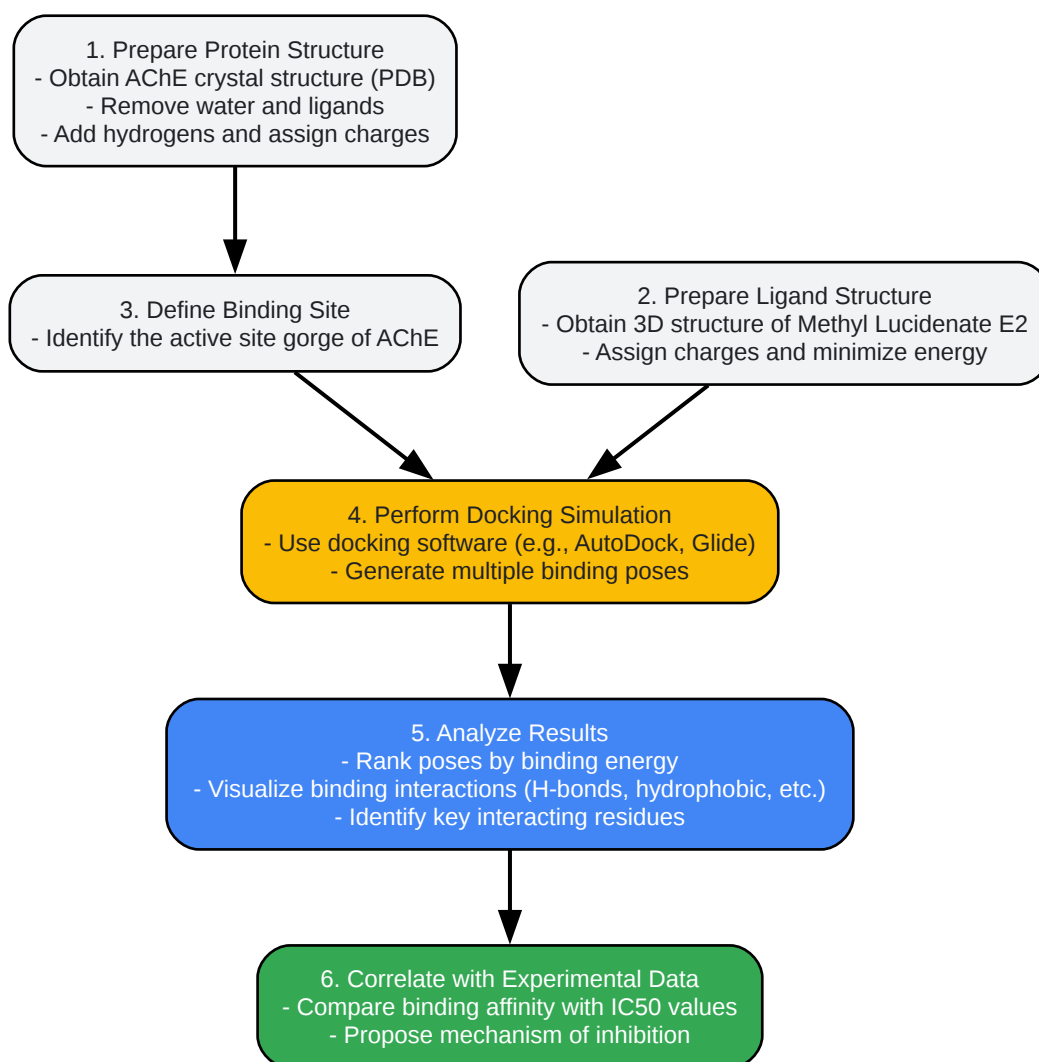 1. Prepare Protein Structure
- Obtain AChE crystal structure (PDB)
- Remove water and ligands
- Add hydrogens and assign charges
3. Define Binding Site
- Identify the active site gorge of AChE
2. Prepare Ligand Structure
- Obtain 3D structure of Methyl Lucidenate E2
- Assign charges and minimize energy
4. Perform Docking Simulation
- Use docking software (e.g., AutoDock, Glide)
- Generate multiple binding poses
5. Analyze Results
- Rank poses by binding energy
- Visualize binding interactions (H-bonds, hydrophobic, etc.)
- Identify key interacting residues
6. Correlate with Experimental Data
- Compare binding affinity with IC50 values
- Propose mechanism of inhibition